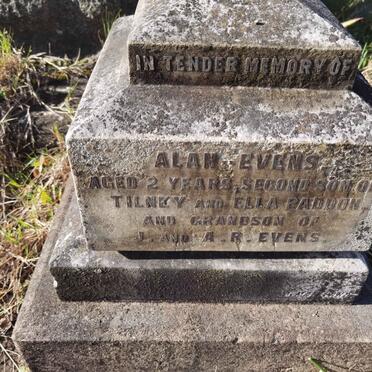 IN TENDER MEMORY OF
ALAN EVENS,
AGED 2 YEARS, SECOND SON OF
TILNEY AND ELLA BADDON,
AND GRANDSON OF
J. AND A. R. EVENS